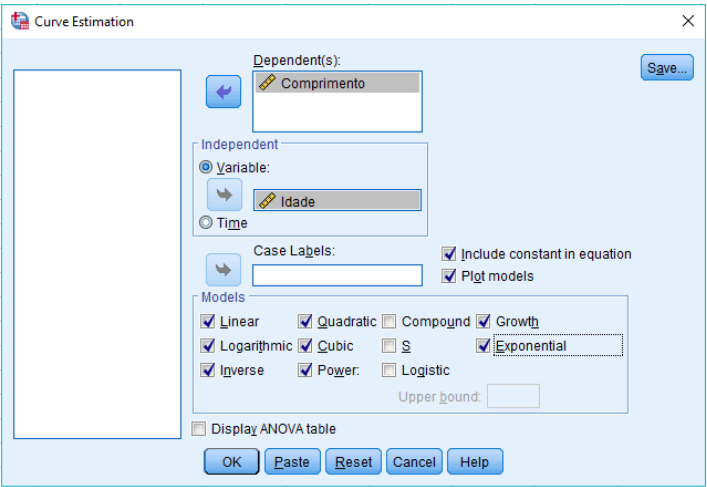 Curve Estimation
Dependent(s):
Comprimento
Save...
Independent
Variable:
Idade
Time
Case Labels:
Include constant in equation
Plot models
Models
Linear Quadratic Compound Growth
Logarithmic Cubic S Exponential
Inverse Power: Logistic
Upper bound:
Display ANOVA table
OK Paste Reset Cancel Help